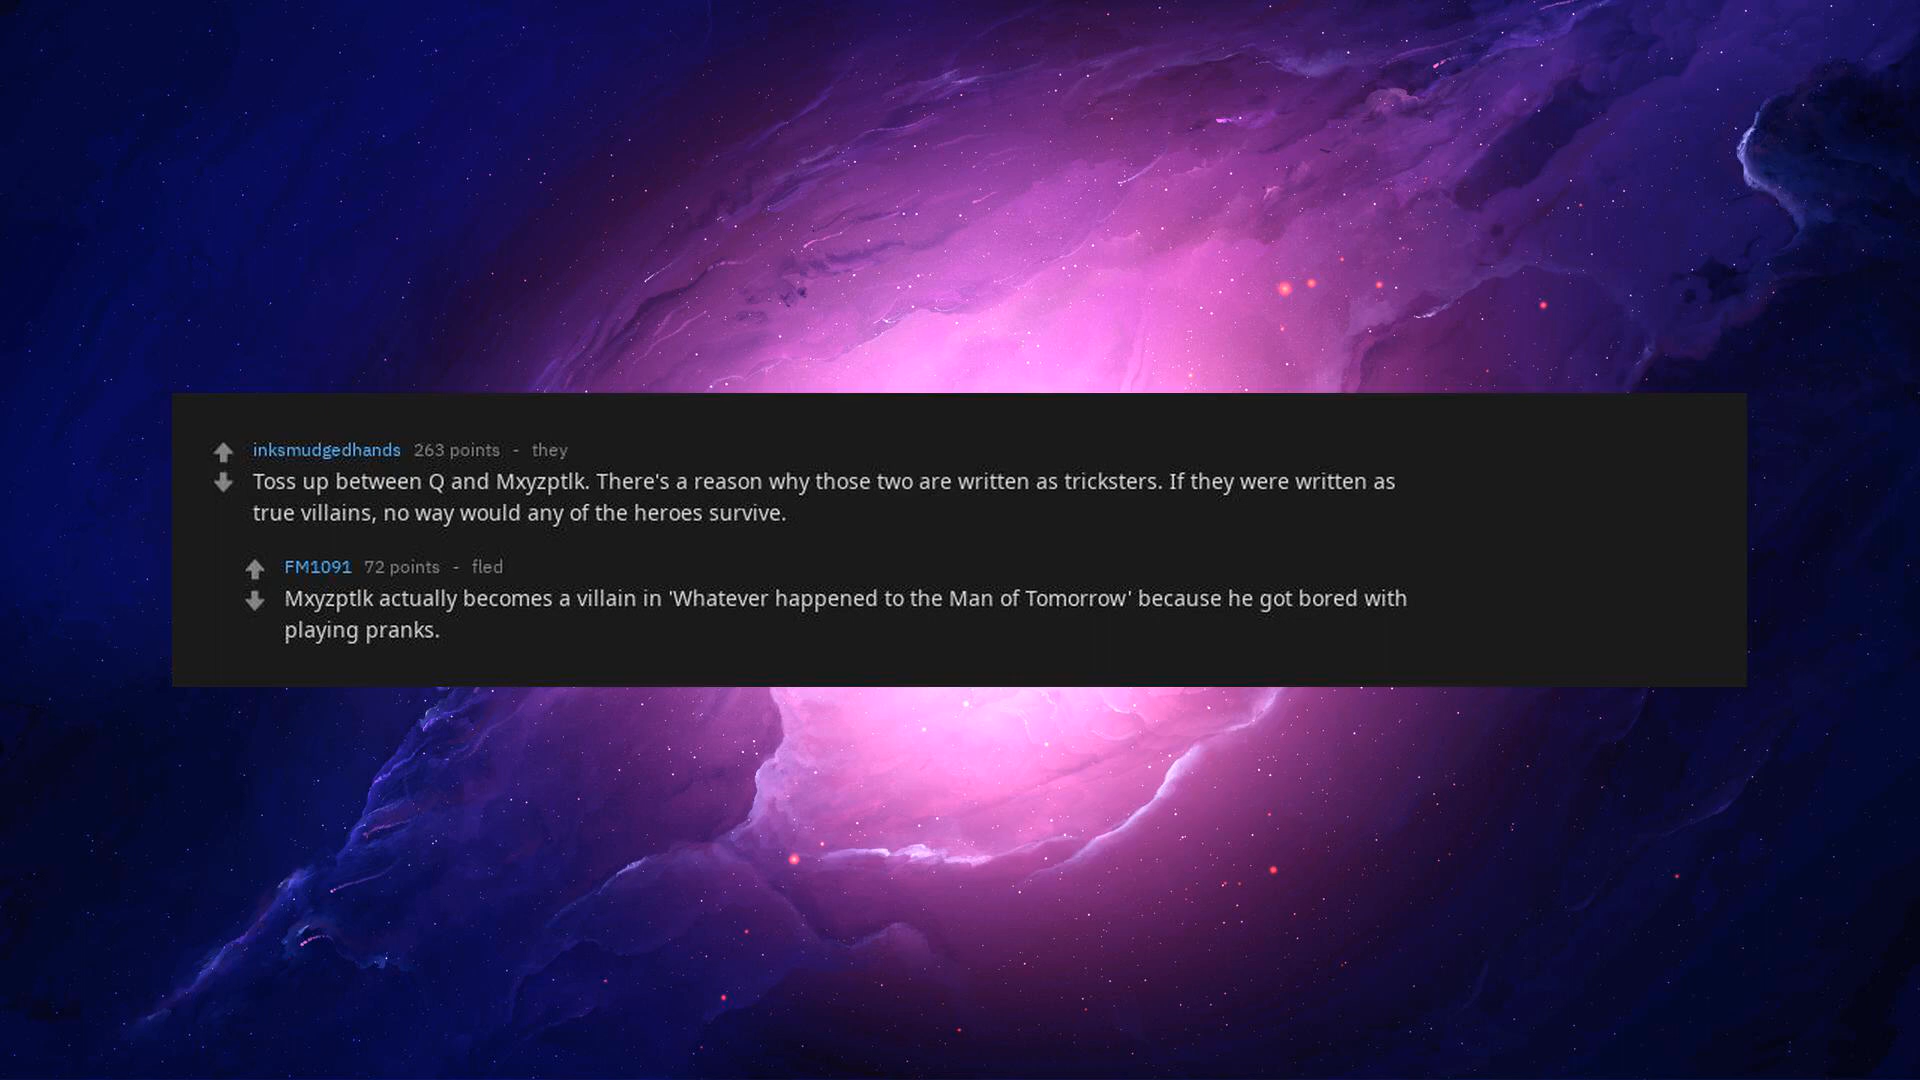 inksmudgedhands 263 points - they
Toss up between Q and Mxyzptlk. There's a reason why those two are written as tricksters. If they were written as
true villains, no way would any of the heroes survive.
FM1091 72 points - fled
Mxyzptlk actually becomes a villain in 'Whatever happened to the Man of Tomorrow' because he got bored with
playing pranks.